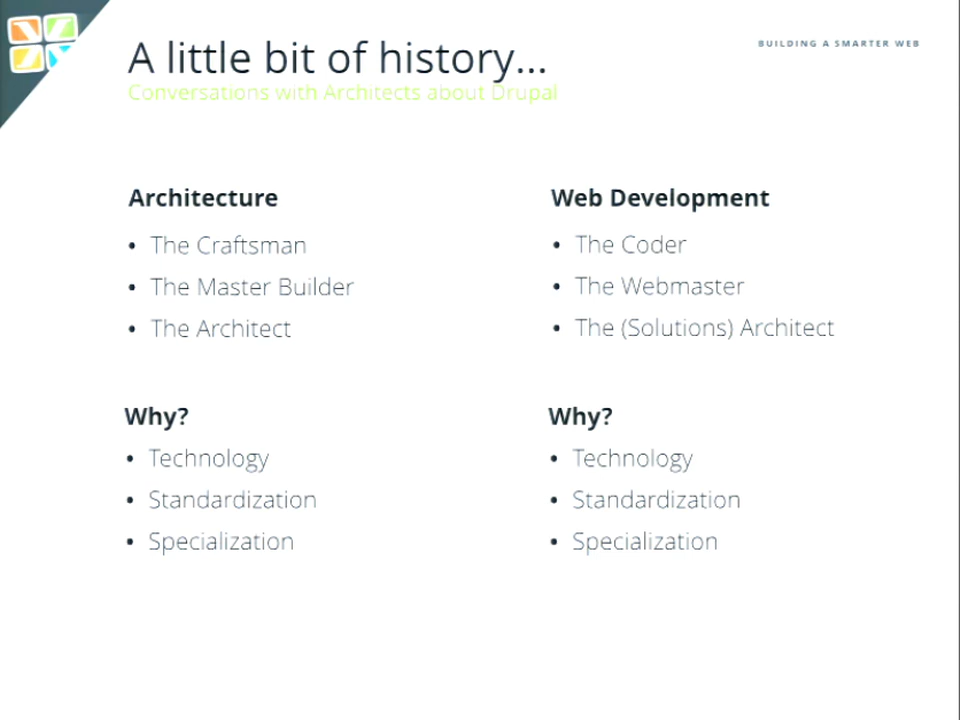 A little bit of history...
Conversations with Architects about Drupal
BUILDING A SMARTER WEB
Architecture
• The Craftsman
• The Master Builder
• The Architect
Why?
• Technology
• Standardization
• Specialization
Web Development
• The Coder
• The Webmaster
• The (Solutions) Architect
Why?
• Technology
• Standardization
• Specialization